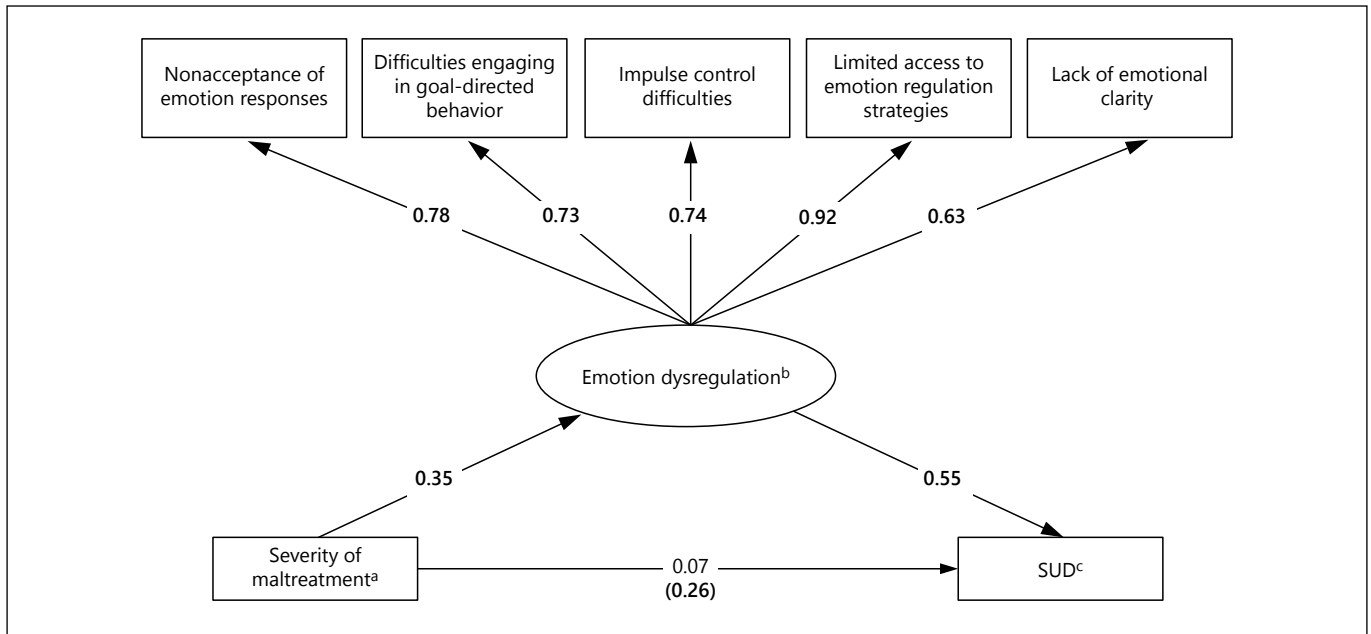 Nonacceptance of
emotion responses
Difficulties engaging
in goal-directed
behavior
Impulse control
difficulties
Limited access to
emotion regulation
strategies
Lack of emotional
clarity
0.78
0.73
0.74
0.92
0.63
Emotion dysregulationᵇ
0.35
0.55
Severity of
maltreatmentᵃ
0.07
(0.26)
SUDᶜ